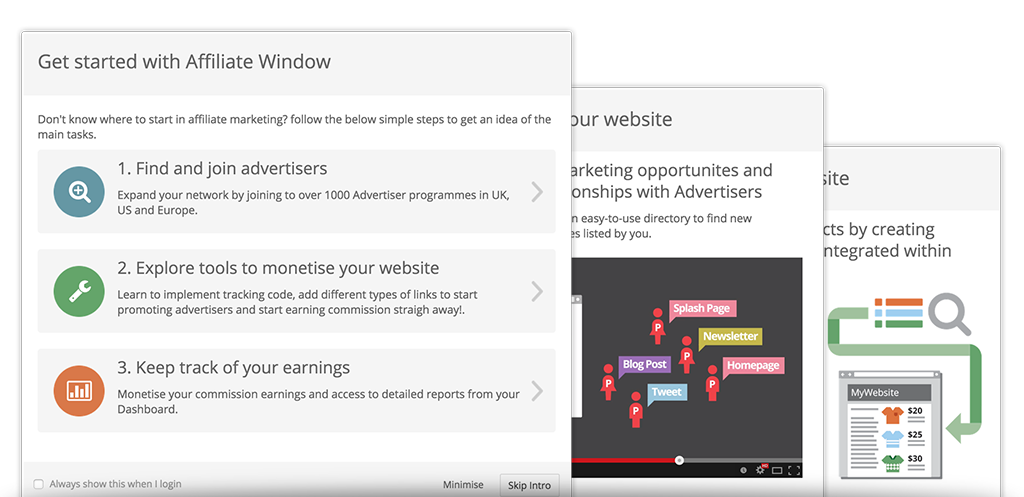 Get started with Affiliate Window
Don't know where to start in affiliate marketing? follow the below simple steps to get an idea of the
main tasks.
1. Find and join advertisers
Expand your network by joining to over 1000 Advertiser programmes in UK,
US and Europe.
2. Explore tools to monetise your website
Learn to implement tracking code, add different types of links to start
promoting advertisers and start earning commission straigh away!.
3. Keep track of your earnings
Monetise your commission earnings and access to detailed reports from your
Dashboard.
Always show this when I login
Minimise
Skip Intro
our website
arketing opportunites and
onships with Advertisers
n easy-to-use directory to find new
es listed by you.
Splash Page
P
Newsletter
P
Blog Post
P
Homepage
P
Tweet
P
site
cts by creating
ntegrated within
MyWebsite
$20
$25
$30